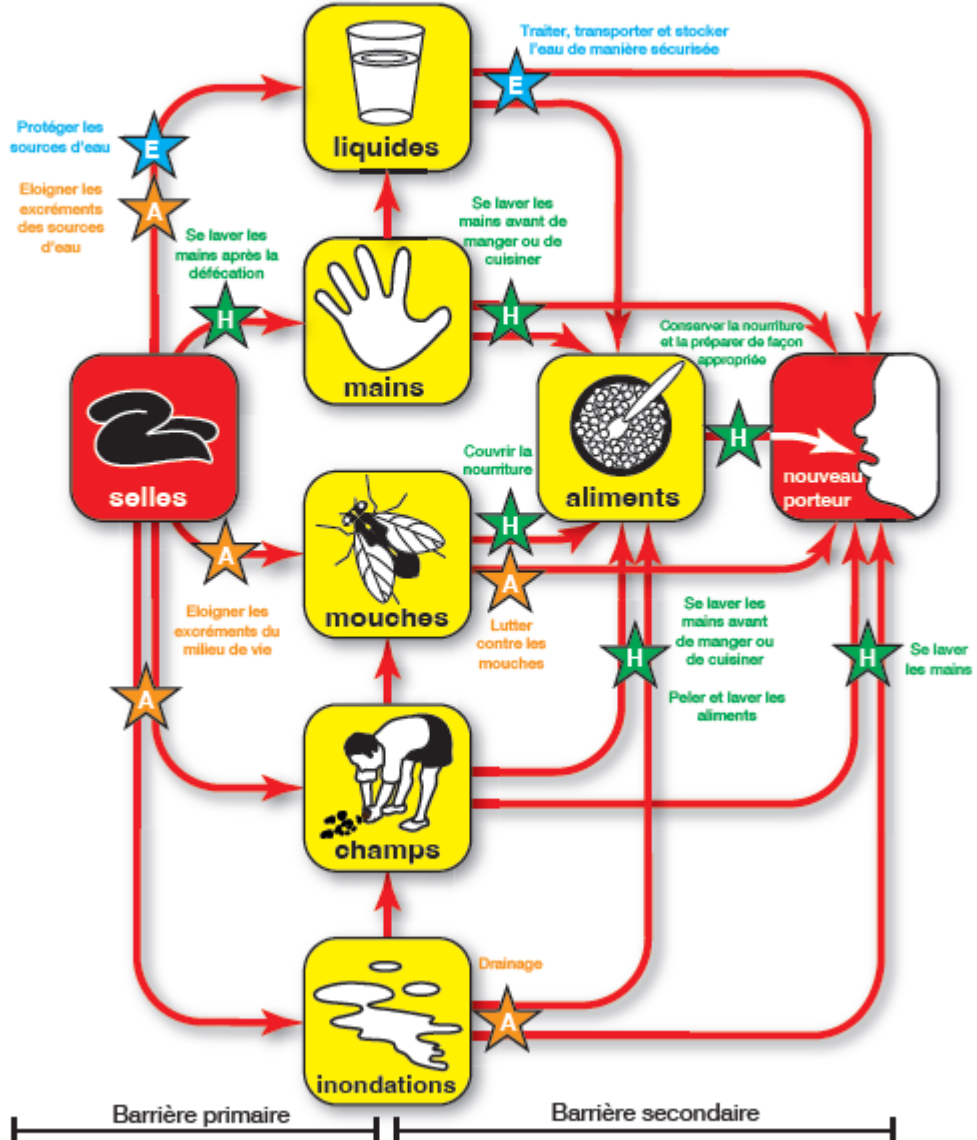 Traiter, transporter et stocker
l'eau de manière sécurisée
E
liquides
Protéger les
sources d'eau
E
Eloigner les
excréments
des sources
d'eau
A
Se laver les
mains après la
défécation
H
Se laver les
mains avant de
manger ou de
cuisiner
H
mains
Conserver la nourriture
et la préparer de façon
appropriée
H
selles
aliments
nouveau
porteur
Couvrir la
nourriture
H
A
mouches
A
Lutter
contre les
mouches
Eloigner les
excréments du
milieu de vie
A
Se laver les
mains avant
de manger ou
de cuisiner
H
Peler et laver les
aliments
H
Se laver
les mains
champs
Drainage
A
inondations
Barrière primaire
Barrière secondaire